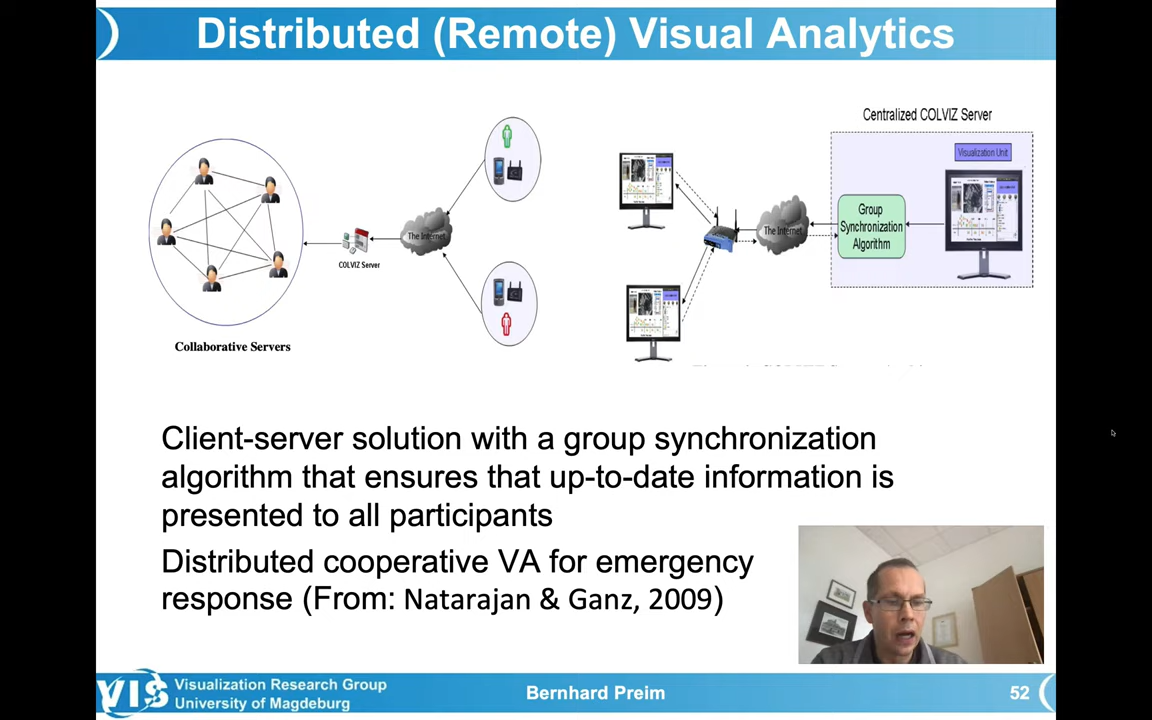 Distributed (Remote) Visual Analytics
Centralized COLVIZ Server
Visualization Unit
The Internet
COLVIZ Server
Collaborative Servers
The Internet
Group
Synchronization
Algorithm
Client-server solution with a group synchronization
algorithm that ensures that up-to-date information is
presented to all participants
Distributed cooperative VA for emergency
response (From: Natarajan & Ganz, 2009)
VIS
Visualization Research Group
University of Magdeburg
Bernhard Preim
52